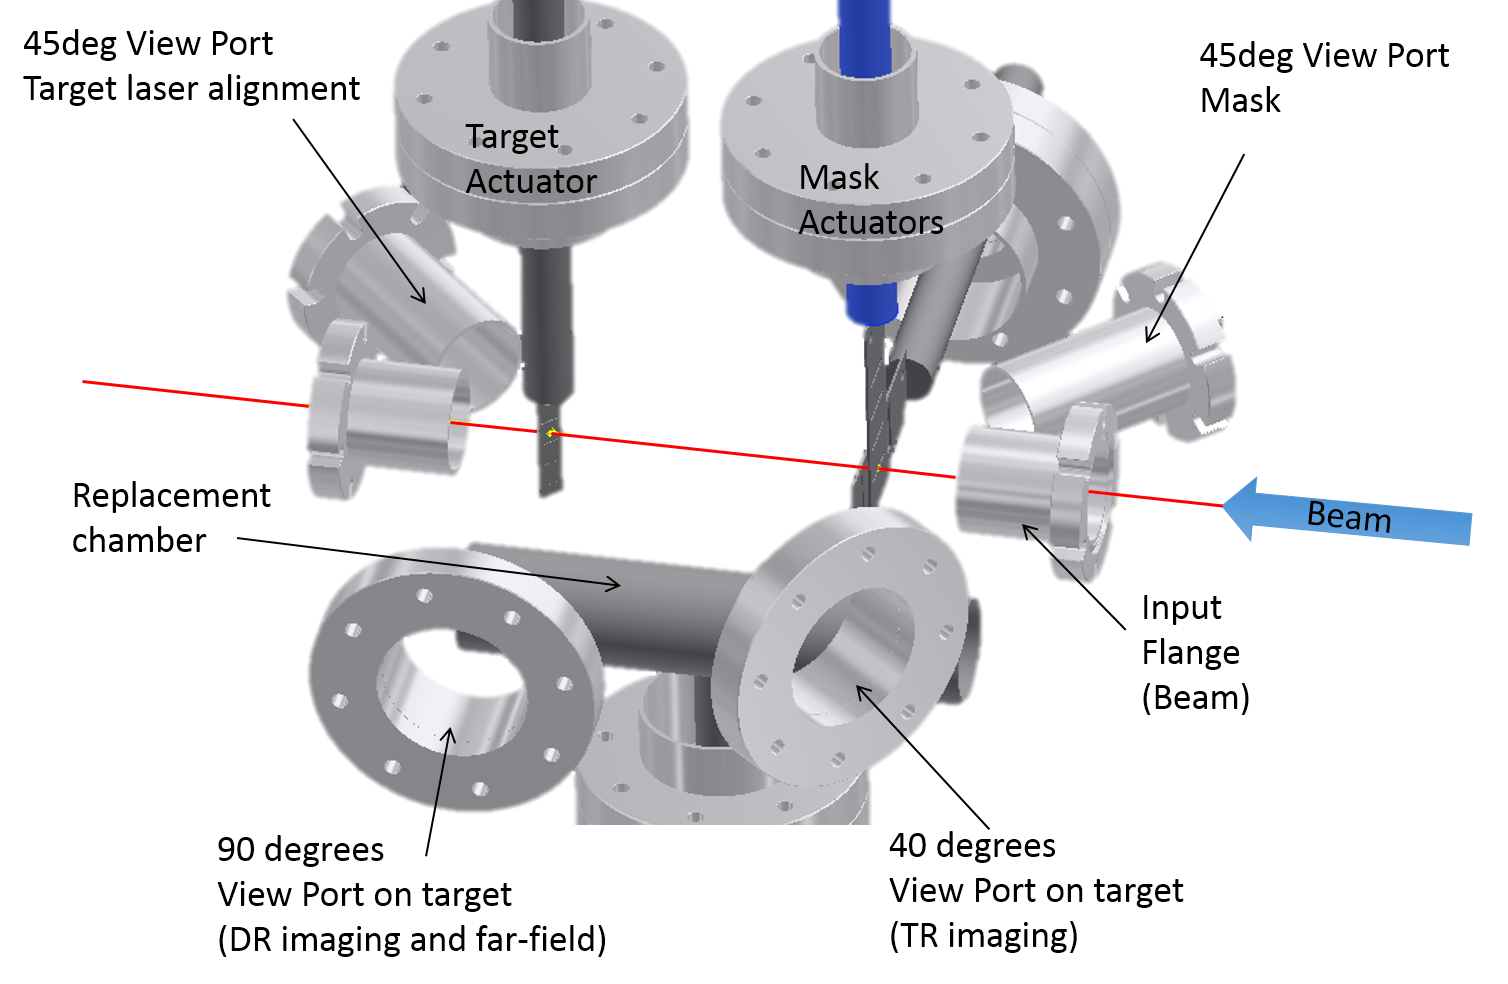 45deg View Port
Target laser alignment
45deg View Port
Mask
Target
Actuator
Mask
Actuators
Replacement
chamber
Beam
Input
Flange
(Beam)
90 degrees
View Port on target
(DR imaging and far-field)
40 degrees
View Port on target
(TR imaging)